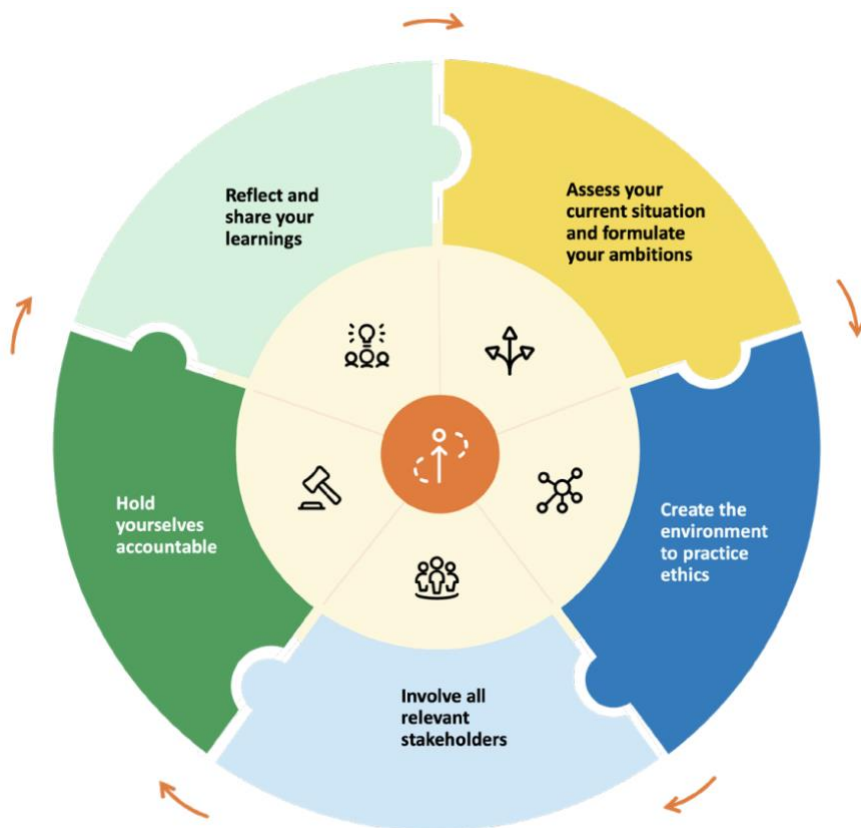 Reflect and
share your
learnings
Assess your
current situation
and formulate
your ambitions
Hold
yourselves
accountable
Create the
environment
to practice
ethics
Involve all
relevant
stakeholders